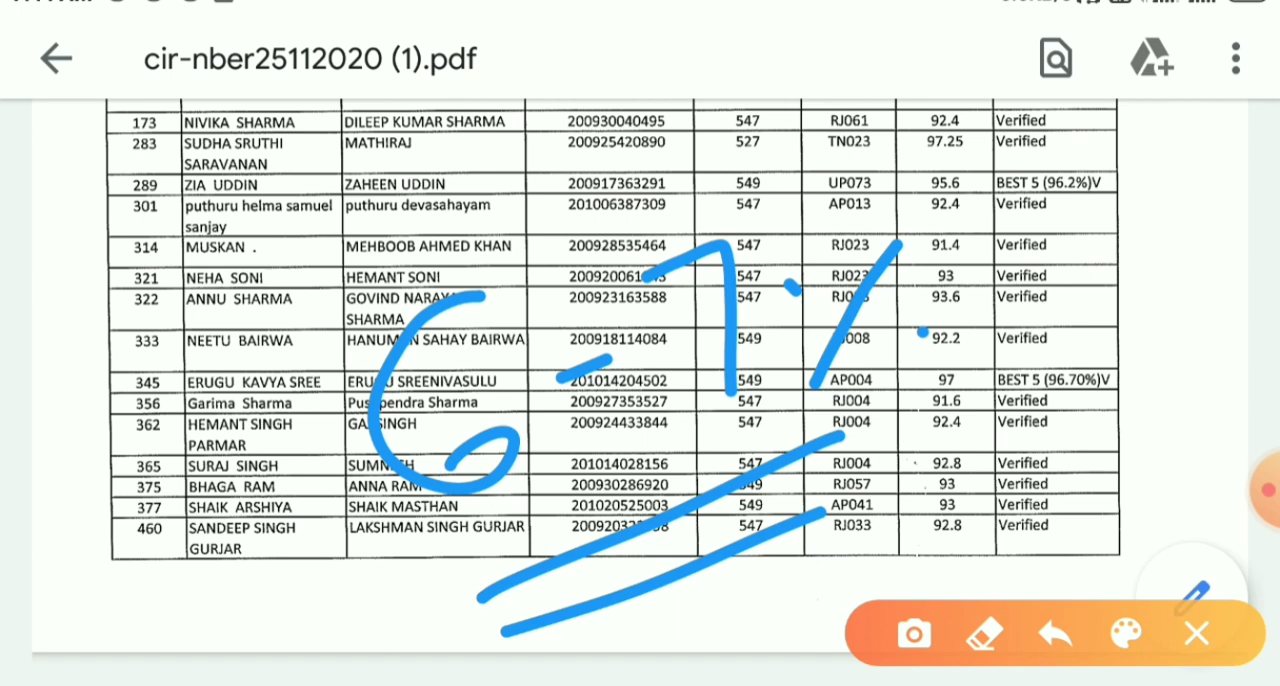 cir-nber25112020 (1).pdf
173 NIVIKA SHARMA DILEEP KUMAR SHARMA 200930040495 547 RJ061 92.4 Verified
283 SUDHA SRUTHI MATHIRAJ 200925420890 527 TN023 97.25 Verified
SARAVANAN
289 ZIA UDDIN ZAHEEN UDDIN 200917363291 549 UP073 95.6 BEST 5 (96.2%)V
301 puthuru helma samuel puthuru devasahayam 201006387309 547 AP013 92.4 Verified
sanjay
314 MUSKAN . MEHBOOB AHMED KHAN 200928535464 547 RJ023 91.4 Verified
321 NEHA SONI HEMANT SONI 547 RJ023 93 Verified
322 ANNU SHARMA GOVIND 200923163588 547 93.6 Verified
SHARMA
333 NEETU BAIRWA HANUMAN SAHAY BAIRWA 200918114084 549 92.2 Verified
345 ERUGU KAVYA SREE ERUGU SREENIVASULU 201014204502 549 AP004 97 BEST 5 (96.70%)V
356 Garima Sharma Puspendra Sharma 200927353527 547 RJ004 91.6 Verified
362 HEMANT SINGH SINGH 200924433844 547 RJ004 92.4 Verified
PARMAR
365 SURAJ SINGH 201014028156 547 RJ004 92.8 Verified
375 BHAGA RAM ANNA RAM 200930286920 549 RJ057 93 Verified
377 SHAIK ARSHIYA SHAIK MASTHAN 201020525003 549 AP041 93 Verified
460 SANDEEP SINGH LAKSHMAN SINGH GURJAR 547 RJ033 92.8 Verified
GURJAR